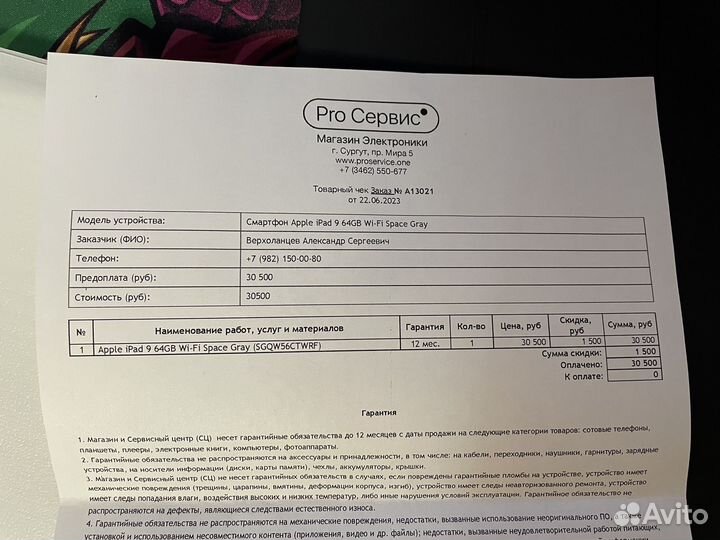 Pro Сервис
Магазин Электроники
г. Сургут, пр. Мира 5
www.proservice.one
+7 (3462) 550-677
Товарный чек Заказ № A13021
от 22.06.2023
Модель устройства: Смартфон Apple iPad 9 64GB Wi-Fi Space Gray
Заказчик (ФИО): Верхоланцев Александр Сергеевич
Телефон: +7 (982) 150-00-80
Предоплата (руб): 30 500
Стоимость (руб): 30500
№ Наименование работ, услуг и материалов Гарантия Кол-во Цена, руб Скидка, руб Сумма, руб
1 Apple iPad 9 64GB Wi-Fi Space Gray (SGQW56CTWRF) 12 мес. 1 30 500 1 500 30 500
Сумма скидки: 1 500
Оплачено: 30 500
К оплате: 0
Гарантия
1. Магазин и Сервисный центр (СЦ) несет гарантийные обязательства до 12 месяцев с даты продажи на следующие категории товаров: сотовые телефоны,
планшеты, плееры, электронные книги, компьютеры, фотоаппараты.
2. Гарантийные обязательства не распространяются на аксессуары и принадлежности, в том числе: на кабели, переходники, наушники, гарнитуры, зарядные
устройства, на носители информации (диски, карты памяти), чехлы, аккумуляторы, крышки.
3. Магазин и Сервисный центр (СЦ) не несет гарантийных обязательств в случаях, если повреждены гарантийные пломбы на устройстве, устройство имеет
механические повреждения (трещины, царапины, вмятины, деформации корпуса, изгиб), устройство имеет следы неавторизованного ремонта, устройство
имеет следы попадания влаги, воздействия высоких и низких температур, либо иные нарушения условий эксплуатации. Гарантийное обязательство не
распространяется на дефекты, являющиеся следствием естественного износа.
4. Гарантийные обязательства не распространяются на механические повреждения, недостатки, вызванные использование неоригинального ПО, а также
установкой и использованием несовместимого контента (приложения, видео и др. файлы); недостатки, вызванные неудовлетворительной работой питающих,
Avito